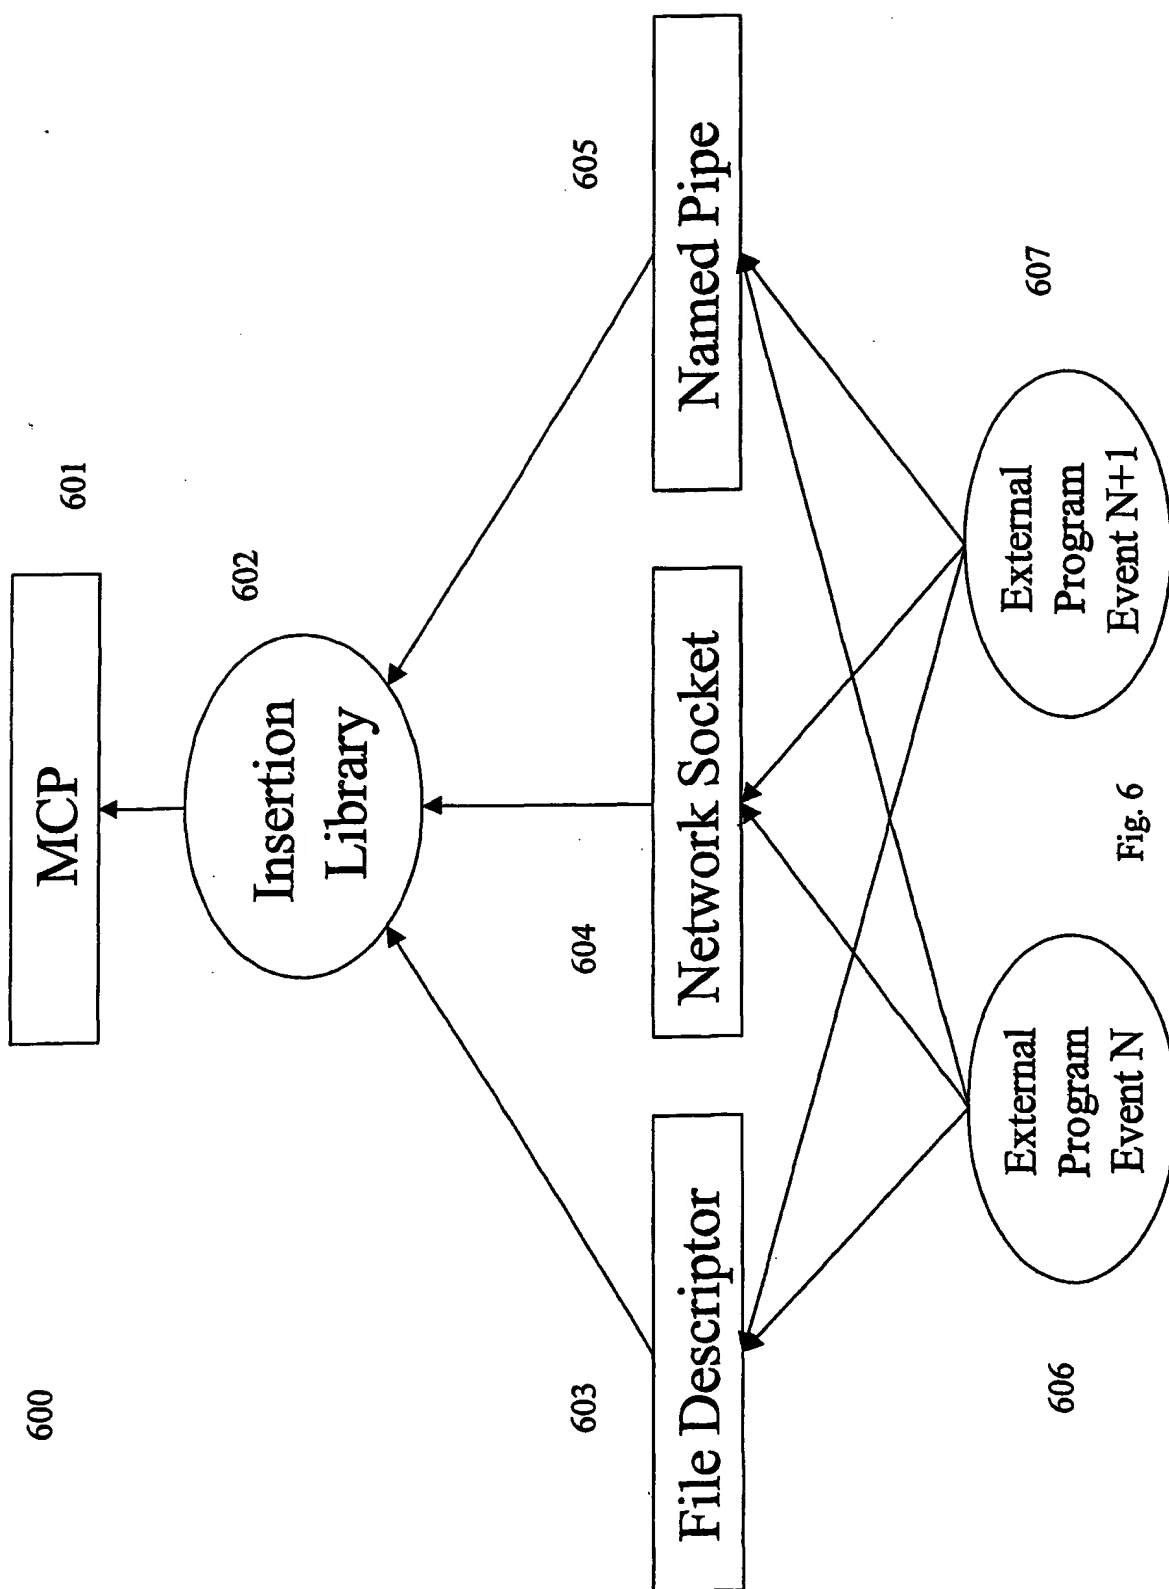 600
MCP
601
Insertion
Library
602
603
File Descriptor
604
Network Socket
605
Named Pipe
606
External
Program
Event N
External
Program
Event N+1
607
Fig. 6